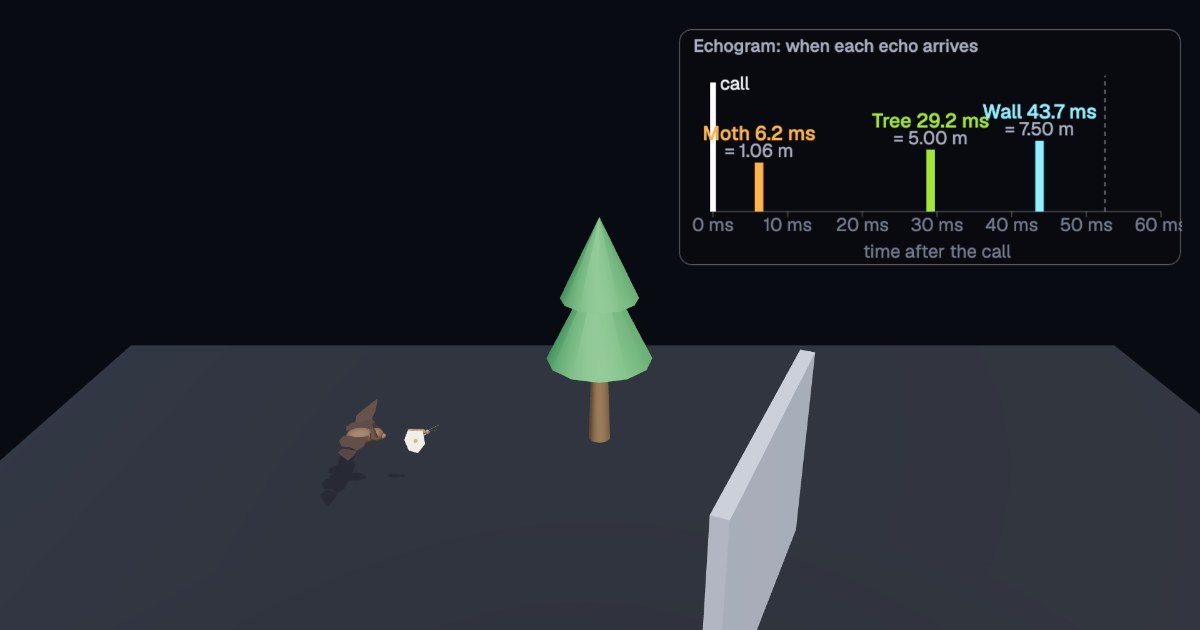 Echogram: when each echo arrives
call
Wall 43.7 ms
Tree 29.2 ms
= 7.50 m
Moth 6.2 ms
= 5.00 m
= 1.06 m
0 ms 10 ms 20 ms 30 ms 40 ms 50 ms 60 ms
time after the call